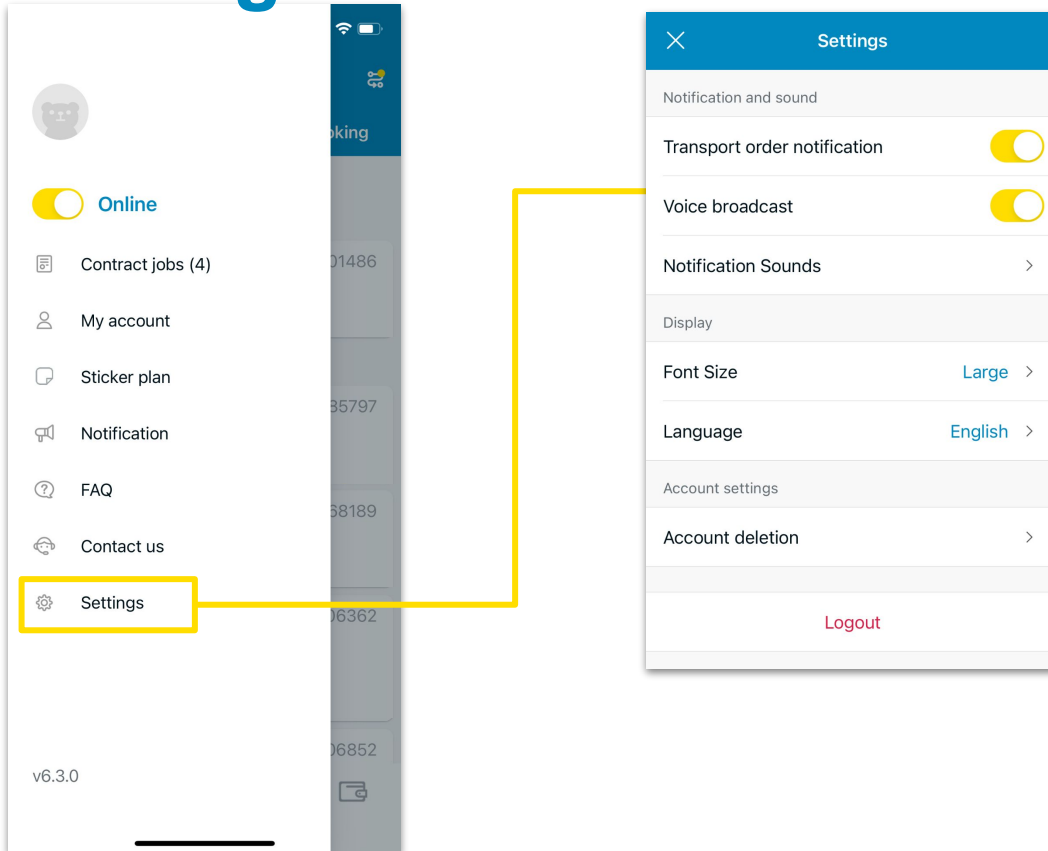 Online
Contract jobs (4)
My account
Sticker plan
Notification
FAQ
Contact us
Settings
v6.3.0
01486
85797
68189
06362
06852
Settings
Notification and sound
Transport order notification
Voice broadcast
Notification Sounds
Display
Font Size Large
Language English
Account settings
Account deletion
Logout